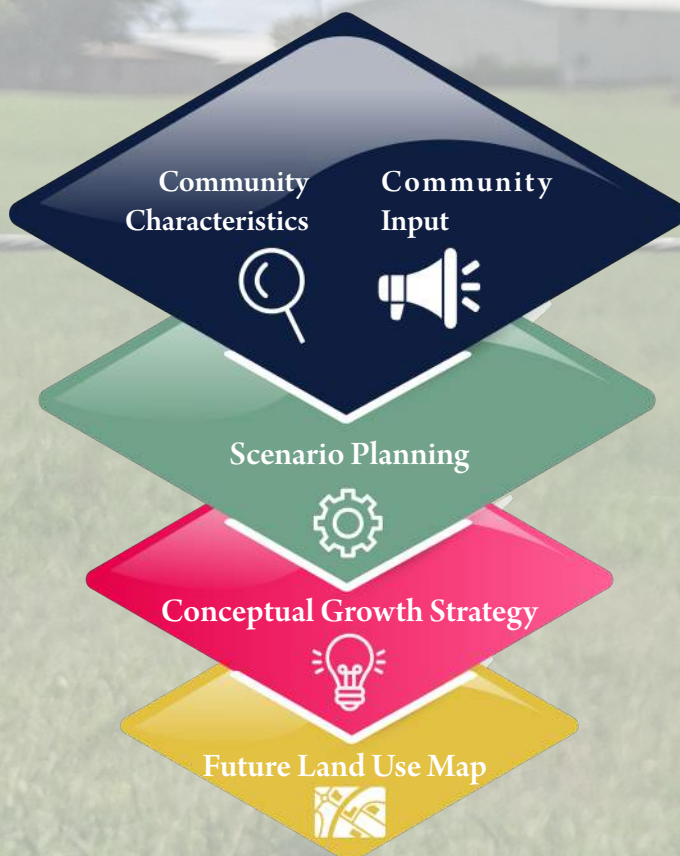 Community
Characteristics
Community
Input
Scenario Planning
Conceptual Growth Strategy
Future Land Use Map